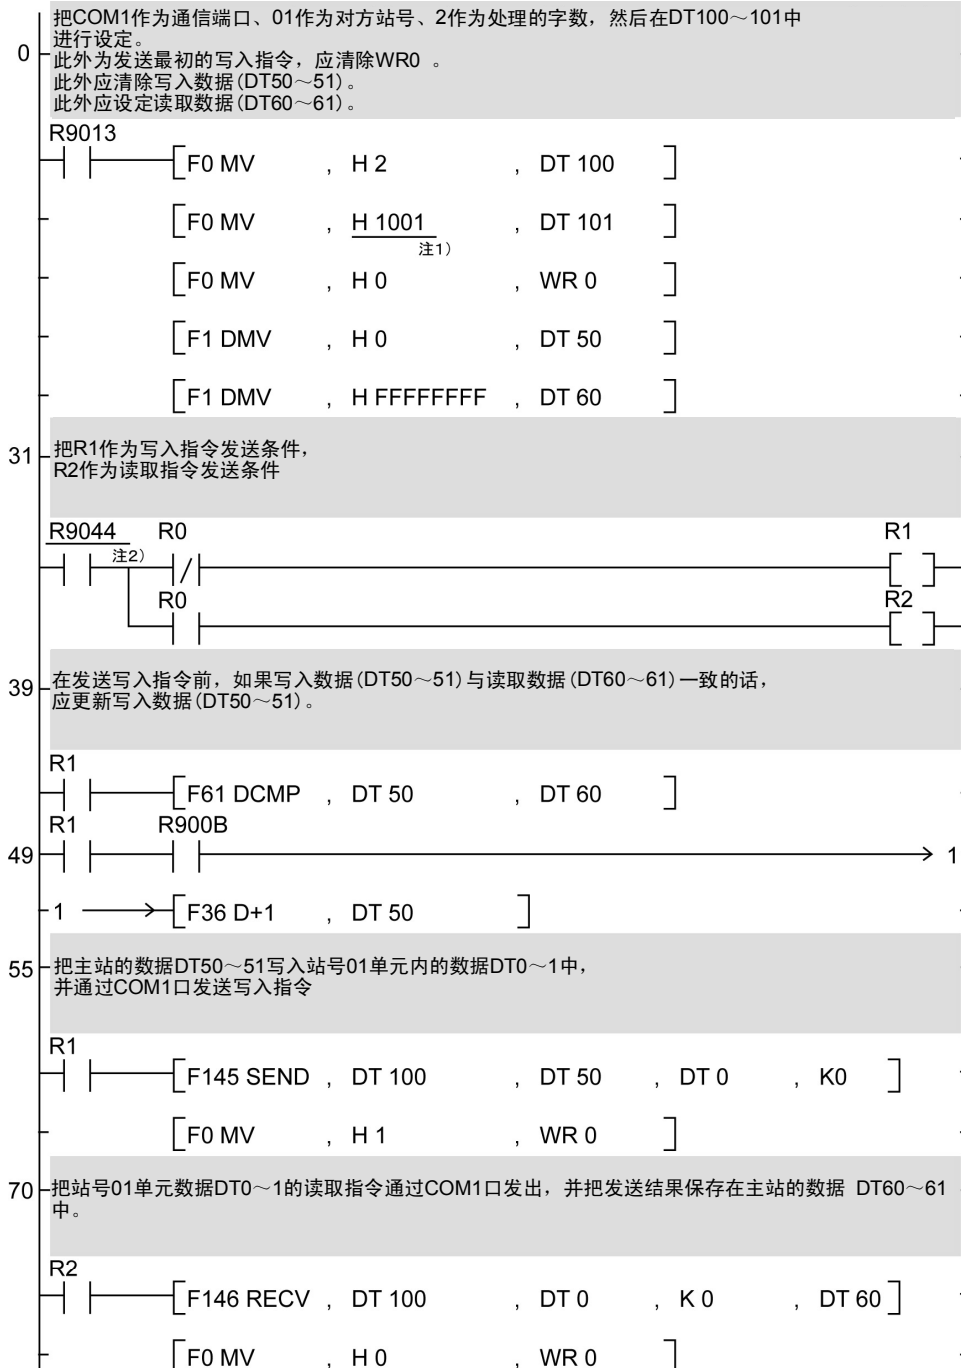 把COM1作为通信端口、01作为对方站号、2作为处理的字数，然后在DT100～101中
进行设定。
0
此外为发送最初的写入指令，应清除WR0 。
此外应清除写入数据(DT50～51)。
此外应设定读取数据(DT60～61)。
R9013
F0 MV , H 2 , DT 100
F0 MV , H 1001 , DT 101
注1)
F0 MV , H 0 , WR 0
F1 DMV , H 0 , DT 50
F1 DMV , H FFFFFFFF , DT 60
31
把R1作为写入指令发送条件，
R2作为读取指令发送条件
R9044 R0 R1
注2)
R0 R2
39
在发送写入指令前，如果写入数据(DT50～51)与读取数据(DT60～61)一致的话，
应更新写入数据(DT50～51)。
R1
F61 DCMP , DT 50 , DT 60
R1 R900B
49 1
1 F36 D+1 , DT 50
55
把主站的数据DT50～51写入站号01单元内的数据DT0～1中，
并通过COM1口发送写入指令
R1
F145 SEND , DT 100 , DT 50 , DT 0 , K0
F0 MV , H 1 , WR 0
70
把站号01单元数据DT0～1的读取指令通过COM1口发出，并把发送结果保存在主站的数据 DT60～61
中。
R2
F146 RECV , DT 100 , DT 0 , K 0 , DT 60
F0 MV , H 0 , WR 0